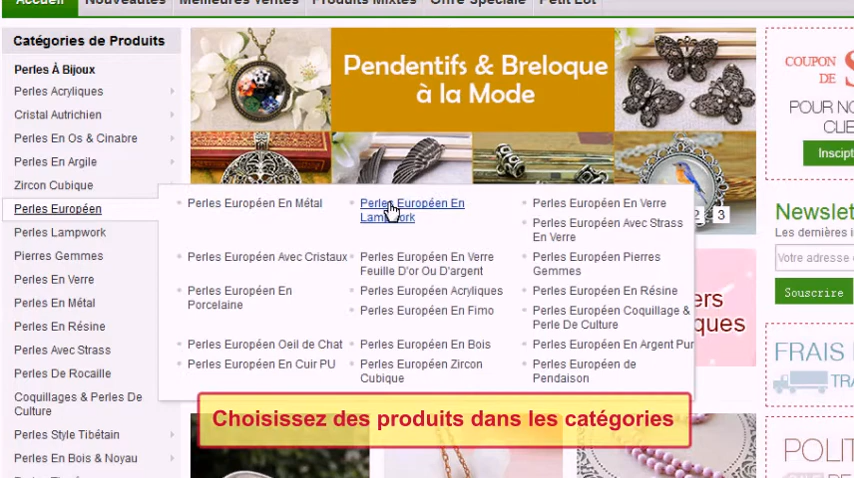 Accueil Nouveautés Meilleures Ventes Produits Mixtes Offre Spéciale Petit Lot
Catégories de Produits
Perles À Bijoux
Perles Acryliques
Cristal Autrichien
Perles En Os & Cinabre
Perles En Argile
Zircon Cubique
Perles Européen
Perles Lampwork
Pierres Gemmes
Perles En Verre
Perles En Métal
Perles En Résine
Perles Avec Strass
Perles De Rocaille
Coquillages & Perles De
Culture
Perles Style Tibétain
Perles En Bois & Noyau
Pendentifs & Breloque
à la Mode
Perles Européen En Métal
Perles Européen En
Lampwork
Perles Européen En Verre
Perles Européen Avec Strass
En Verre
Perles Européen Avec Cristaux
Perles Européen En Verre
Feuille D'or Ou D'argent
Perles Européen Pierres
Gemmes
Perles Européen En
Porcelaine
Perles Européen Acryliques
Perles Européen En Résine
Perles Européen En Fimo
Perles Européen Coquillage &
Perle De Culture
Perles Européen Oeil de Chat
Perles Européen En Bois
Perles Européen En Argent Pur
Perles Européen En Cuir PU
Perles Européen Zircon
Cubique
Perles Européen de
Pendaison
2 3
ers
ques
Choisissez des produits dans les catégories
COUPON
DE
POUR NO
CLIE
Inscipt
Newslet
Les dernières i
Votre adresse
Souscrire
FRAIS
TRA
POLIT